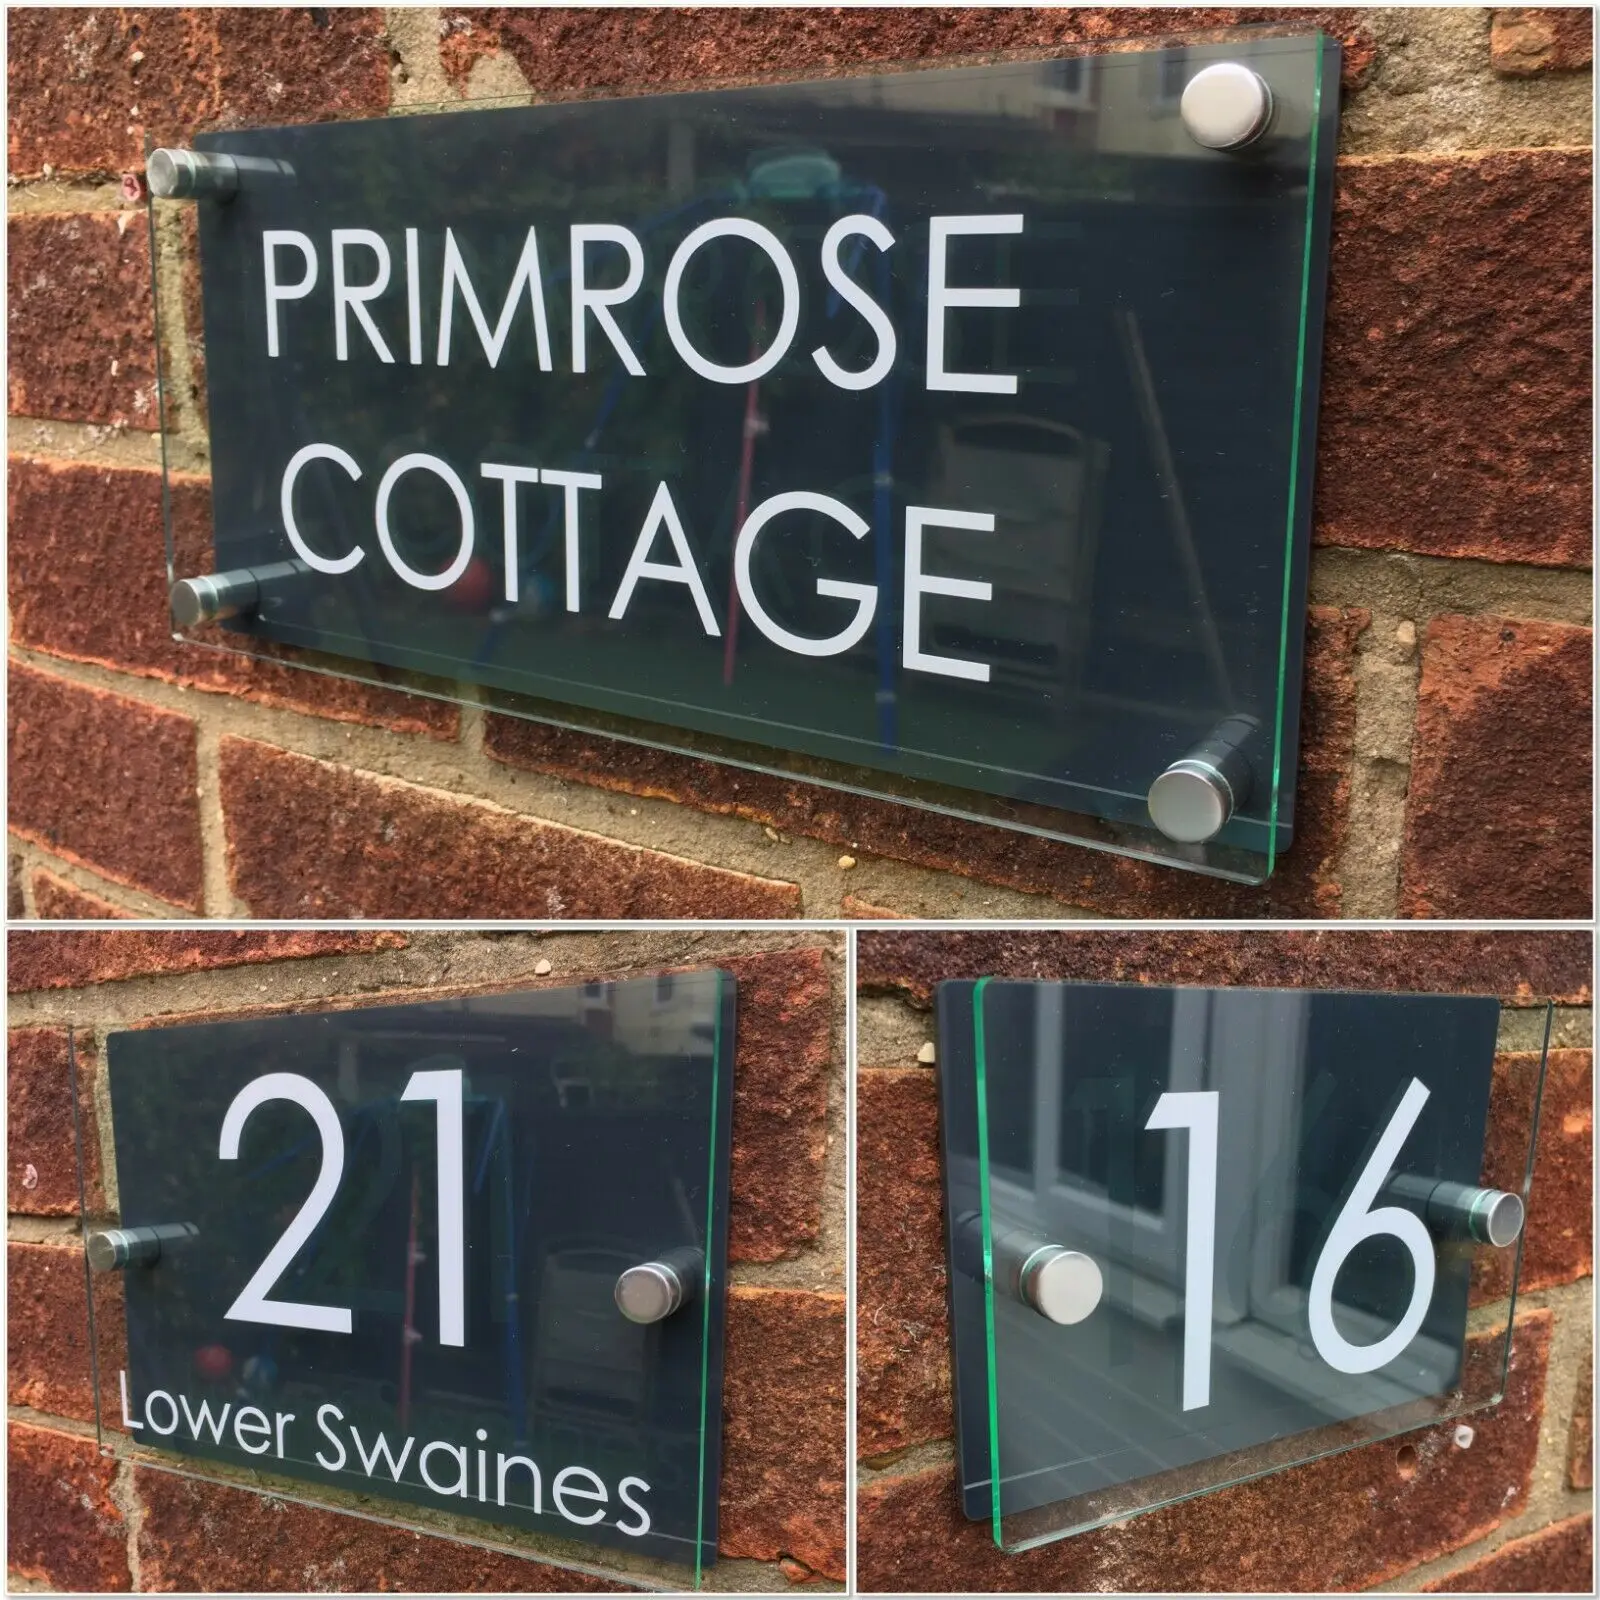 PRIMROSE
COTTAGE
21
Lower Swaines
16